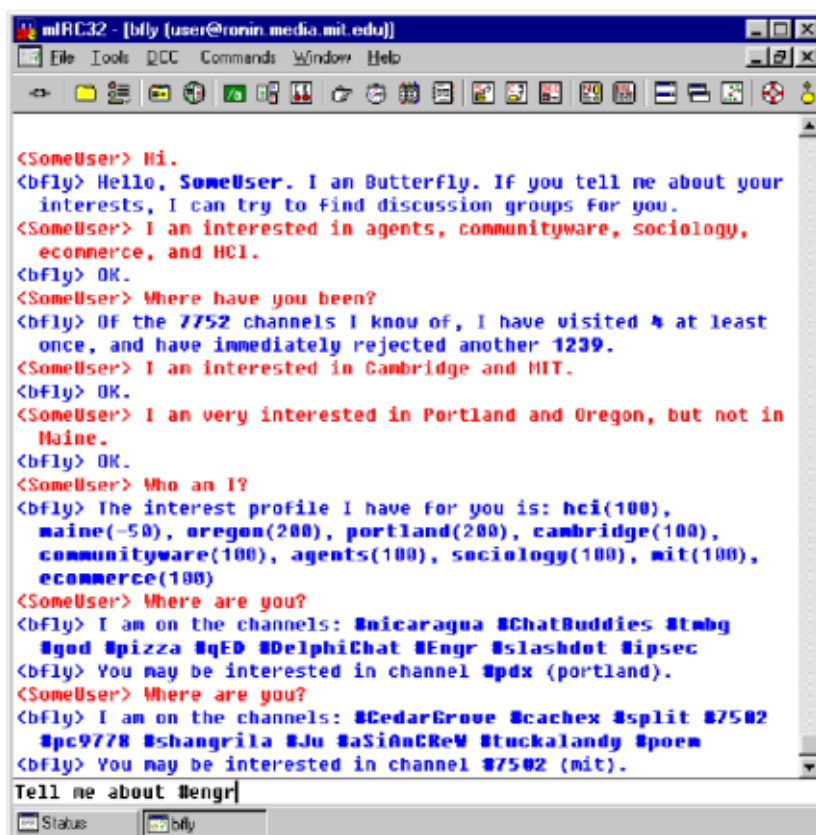 mIRC32 - [bfly (user@ronin.media.mit.edu)]
File Tools DCC Commands Window Help
<SomeUser> Hi.
<bfly> Hello, SomeUser. I am Butterfly. If you tell me about your
interests, I can try to find discussion groups for you.
<SomeUser> I am interested in agents, communityware, sociology,
ecommerce, and HCI.
<bfly> OK.
<SomeUser> Where have you been?
<bfly> Of the 7752 channels I know of, I have visited 4 at least
once, and have immediately rejected another 1239.
<SomeUser> I am interested in Cambridge and MIT.
<bfly> OK.
<SomeUser> I am very interested in Portland and Oregon, but not in
Maine.
<bfly> OK.
<SomeUser> Who am I?
<bfly> The interest profile I have for you is: hci(100),
maine(-50), oregon(200), portland(200), cambridge(100),
communityware(100), agents(100), sociology(100), mit(100),
ecommerce(100)
<SomeUser> Where are you?
<bfly> I am on the channels: #nicaragua #ChatBuddies #tmbg
#god #pizza #qED #DelphiChat #Engr #slashdot #ipsec
<bfly> You may be interested in channel #pdx (portland).
<SomeUser> Where are you?
<bfly> I am on the channels: #CedarGrove #cachex #split #7502
#pc9778 #shangrila #Ju #aSiAnCReW #tuckalandy #poem
<bfly> You may be interested in channel #7502 (mit).
Tell me about #engr
Status bfly